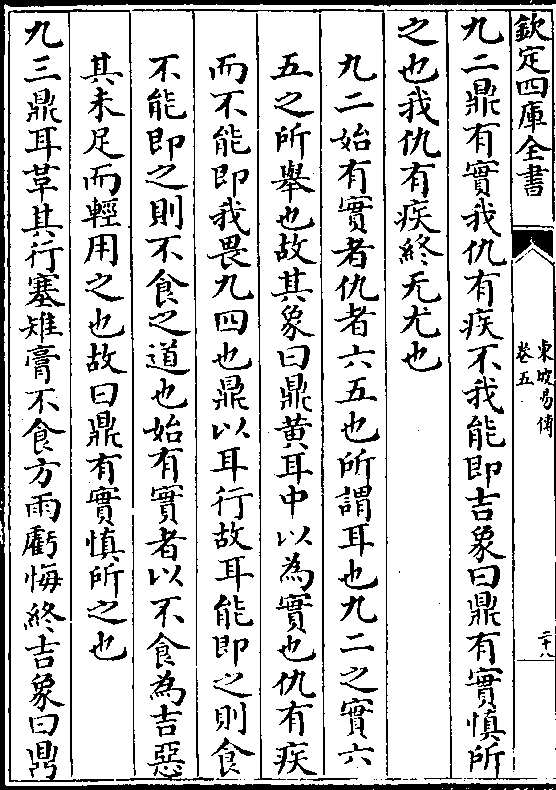 欽定四庫全書
東坡易傳
卷五
二十八
九二鼎有實我仇有疾不我能即吉象曰鼎有實慎所
之也我仇有疾終无尤也
九二始有實者仇者六五也所謂耳也九二之實六
五之所舉也故其象曰鼎黄耳中以為實也仇有疾
而不能即我畏九四也鼎以耳行故耳能即之則食
不能即之則不食之道也始有實者以不食為吉惡
其未足而輕用之也故曰鼎有實慎所之也
九三鼎耳革其行塞雉膏不食方雨虧悔終吉象曰鼎